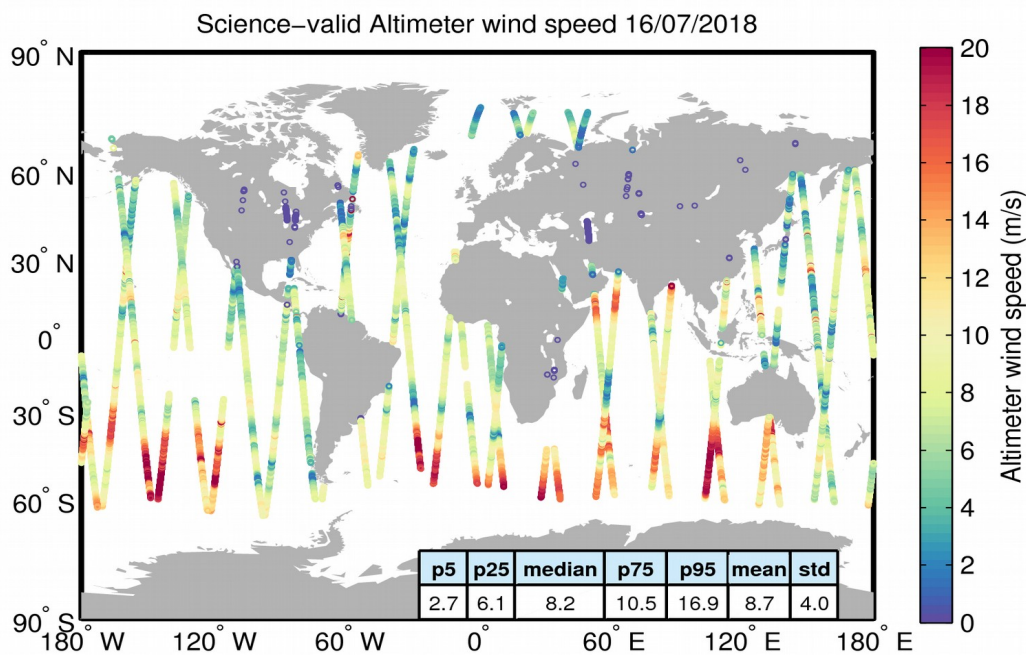 Science−valid Altimeter wind speed 16/07/2018
90° N
60° N
30° N
0°
30° S
60° S
90° S
180° W
120° W
60° W
0°
60° E
120° E
180° E
p5 p25 median p75 p95 mean std
2.7 6.1 8.2 10.5 16.9 8.7 4.0
20
18
16
14
12
10
8
6
4
2
0
Altimeter wind speed (m/s)